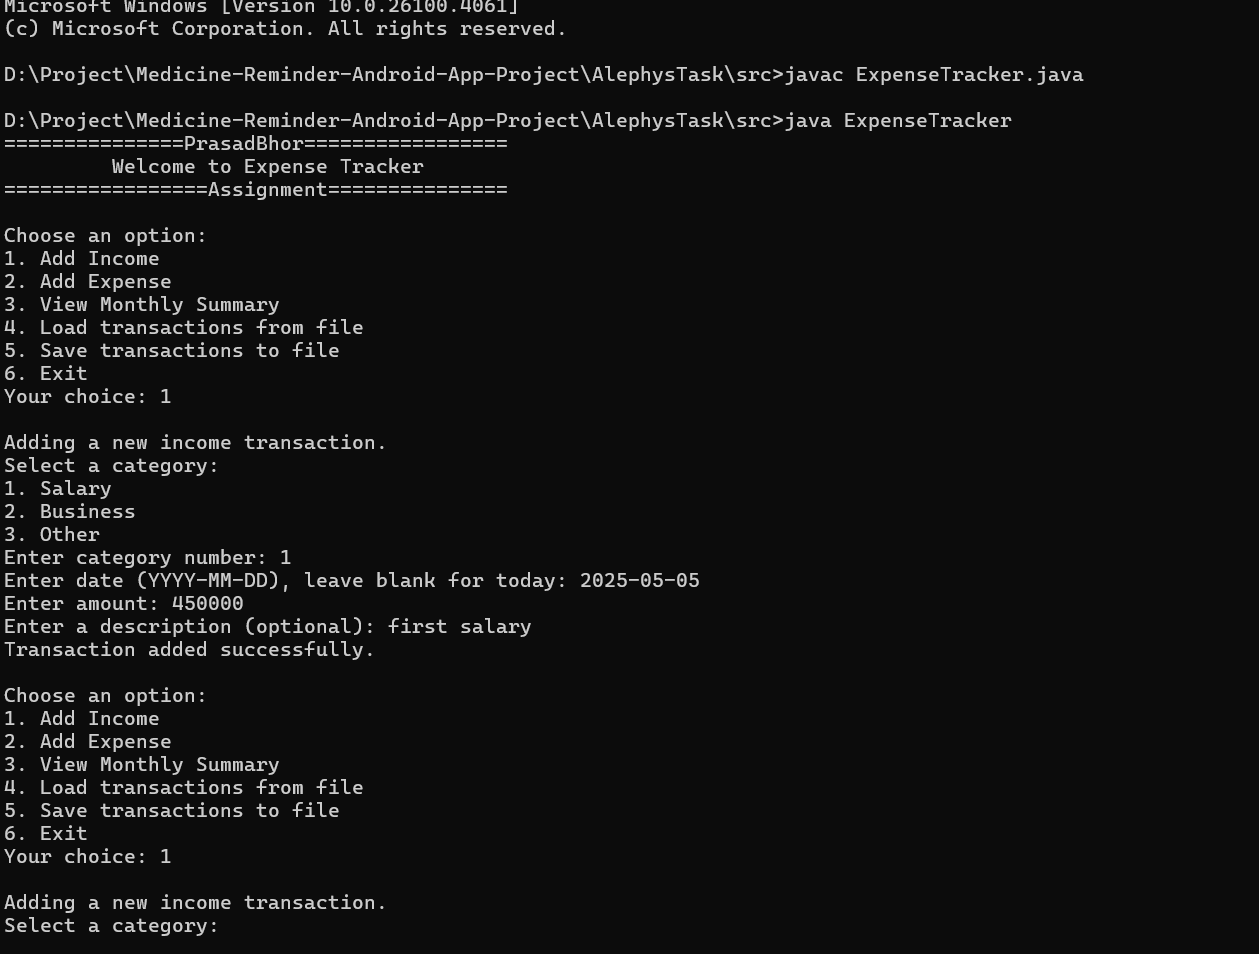 Microsoft Windows [Version 10.0.26100.4061]
(c) Microsoft Corporation. All rights reserved.
D:\Project\Medicine-Reminder-Android-App-Project\AlephysTask\src>javac ExpenseTracker.java
D:\Project\Medicine-Reminder-Android-App-Project\AlephysTask\src>java ExpenseTracker
===============PrasadBhor=================
         Welcome to Expense Tracker
=================Assignment===============
Choose an option:
1. Add Income
2. Add Expense
3. View Monthly Summary
4. Load transactions from file
5. Save transactions to file
6. Exit
Your choice: 1
Adding a new income transaction.
Select a category:
1. Salary
2. Business
3. Other
Enter category number: 1
Enter date (YYYY-MM-DD), leave blank for today: 2025-05-05
Enter amount: 450000
Enter a description (optional): first salary
Transaction added successfully.
Choose an option:
1. Add Income
2. Add Expense
3. View Monthly Summary
4. Load transactions from file
5. Save transactions to file
6. Exit
Your choice: 1
Adding a new income transaction.
Select a category: